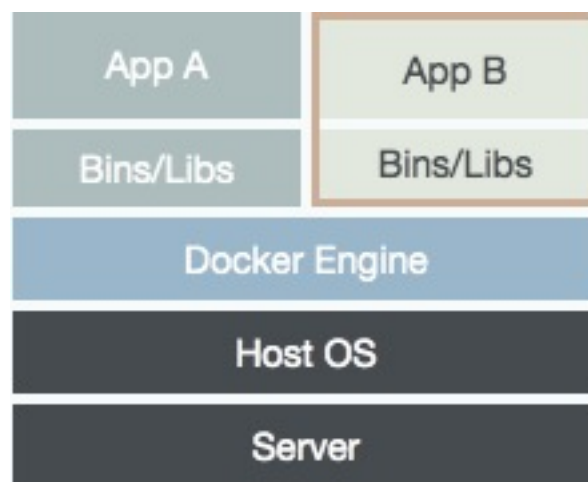 App A
App B
Bins/Libs
Bins/Libs
Docker Engine
Host OS
Server